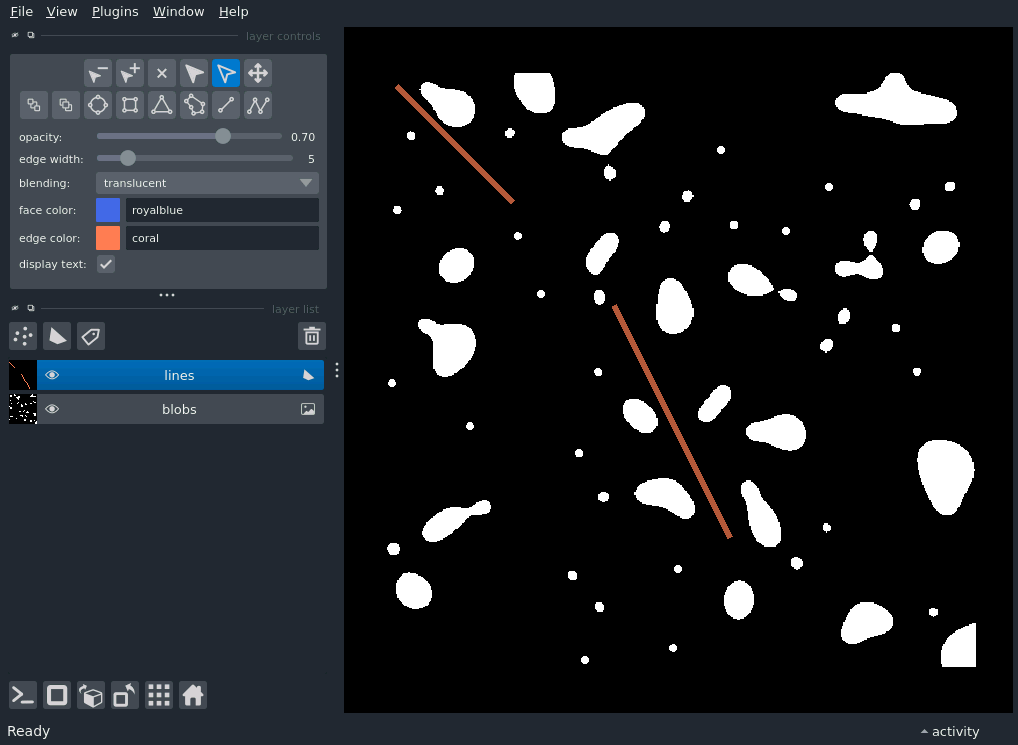 File View Plugins Window Help
layer controls
opacity: 0.70
edge width: 5
blending: translucent
face color: royalblue
edge color: coral
display text:
layer list
lines
blobs
Ready activity